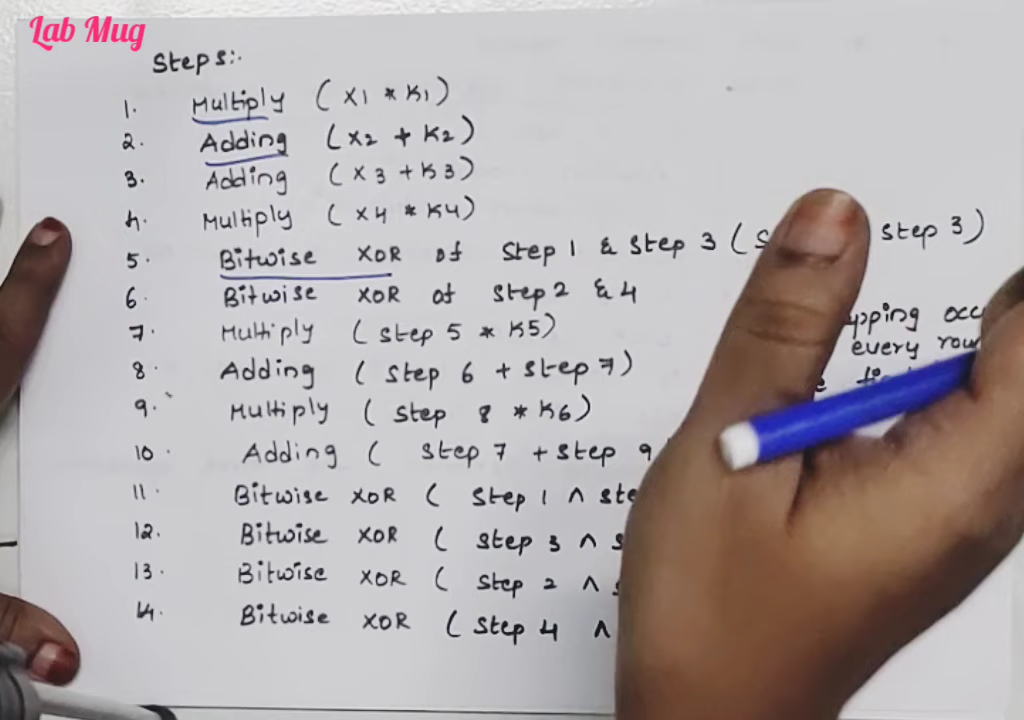 Lab Mug
Steps:.
1. Multiply (X1 * K1)
2. Adding (X2 + K2)
3. Adding (X3 + K3)
4. Multiply (X4 * K4)
5. Bitwise XOR of Step 1 & Step 3 (S step 3)
6. Bitwise XOR of Step 2 & 4
pping occ
7. Multiply (Step 5 * K5)
every rou
8. Adding (Step 6 + Step 7)
9. Multiply (Step 8 * K6)
10. Adding (Step 7 + Step 9
11. Bitwise XOR (Step 1 ^ ste
12. Bitwise XOR (Step 3 ^ s
13. Bitwise XOR (Step 2 ^ s
14. Bitwise XOR (Step 4 ^